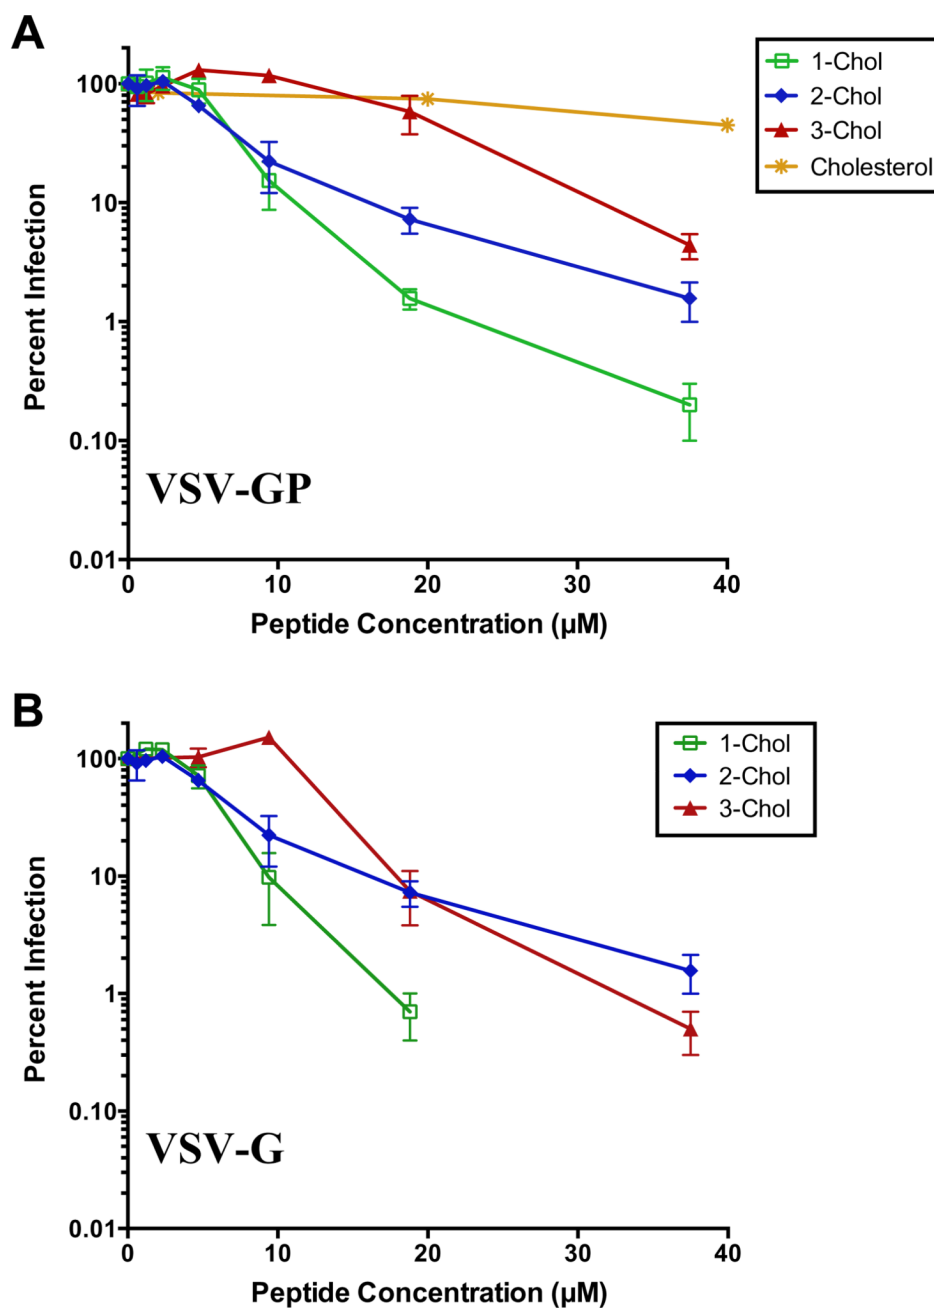 A
100
10
1
0.10
0.01
Percent Infection
VSV-GP
0
10
20
30
40
Peptide Concentration (µM)
1-Chol
2-Chol
3-Chol
Cholesterol
B
100
10
1
0.10
0.01
Percent Infection
VSV-G
0
10
20
30
40
Peptide Concentration (µM)
1-Chol
2-Chol
3-Chol